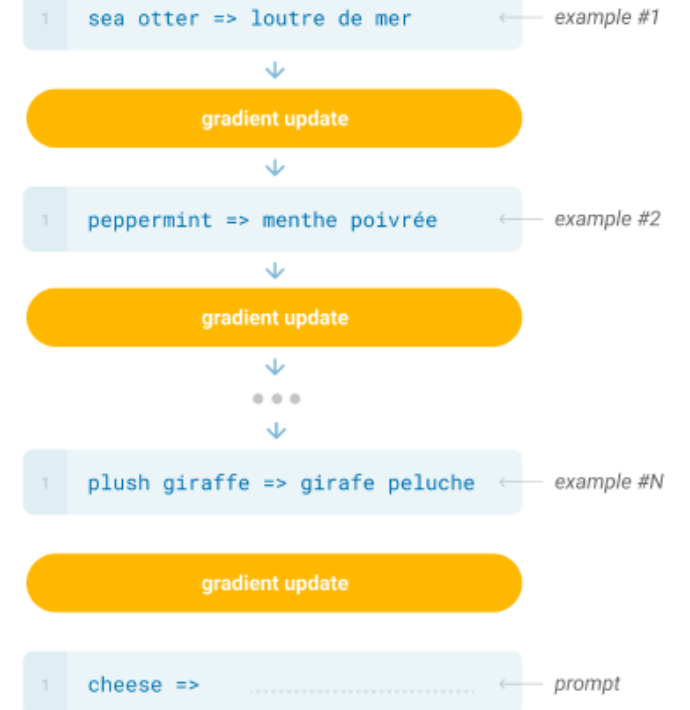 1 sea otter => loutre de mer example #1
gradient update
1 peppermint => menthe poivrée example #2
gradient update
1 plush giraffe => girafe peluche example #N
gradient update
1 cheese => prompt